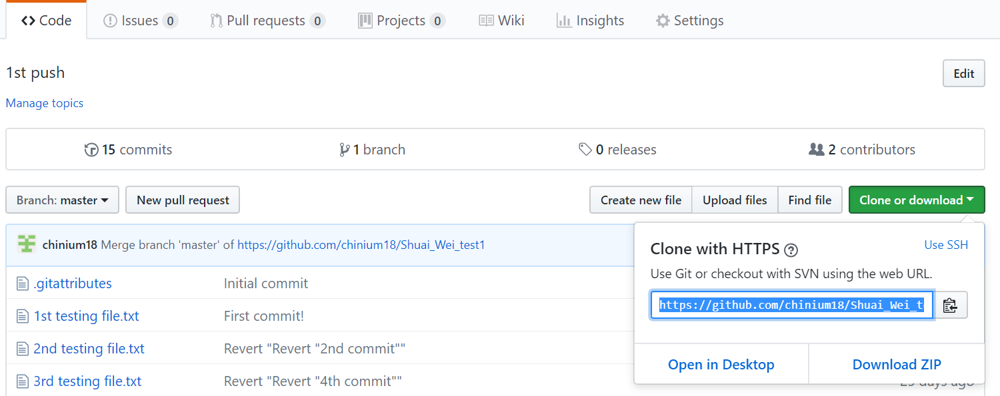 Code Issues 0 Pull requests 0 Projects 0 Wiki Insights Settings
1st push Edit
Manage topics
15 commits 1 branch 0 releases 2 contributors
Branch: master New pull request Create new file Upload files Find file Clone or download
chinium18 Merge branch 'master' of https://github.com/chinium18/Shuai_Wei_test1
Clone with HTTPS ? Use SSH
Use Git or checkout with SVN using the web URL.
.gitattributes Initial commit
https://github.com/chinium18/Shuai_Wei_t
1st testing file.txt First commit!
2nd testing file.txt Revert "Revert "2nd commit""
Open in Desktop Download ZIP
3rd testing file.txt Revert "Revert "4th commit"" days ago